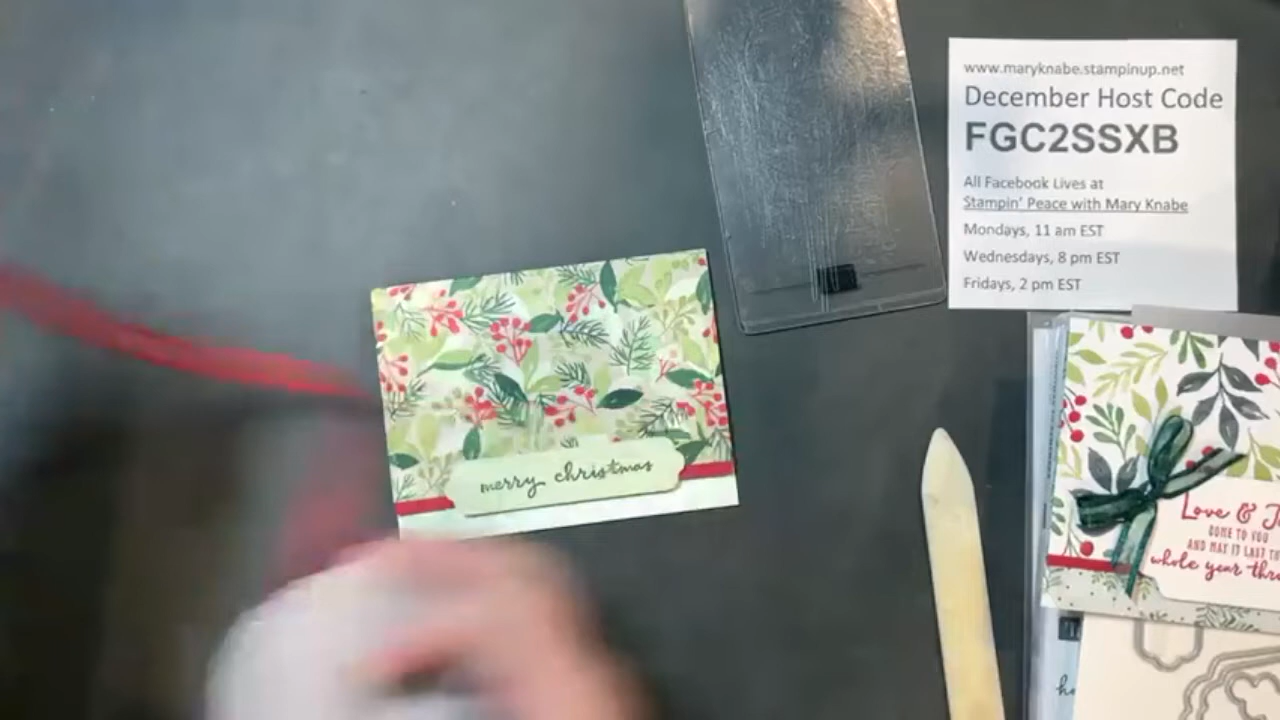 www.maryknabe.stampinup.net
December Host Code
FGC2SSXB
All Facebook Lives at
Stampin' Peace with Mary Knabe
Mondays, 11 am EST
Wednesdays, 8 pm EST
Fridays, 2 pm EST
merry christmas
Love &
COME TO YOU
AND MAY IT LAST
whole year